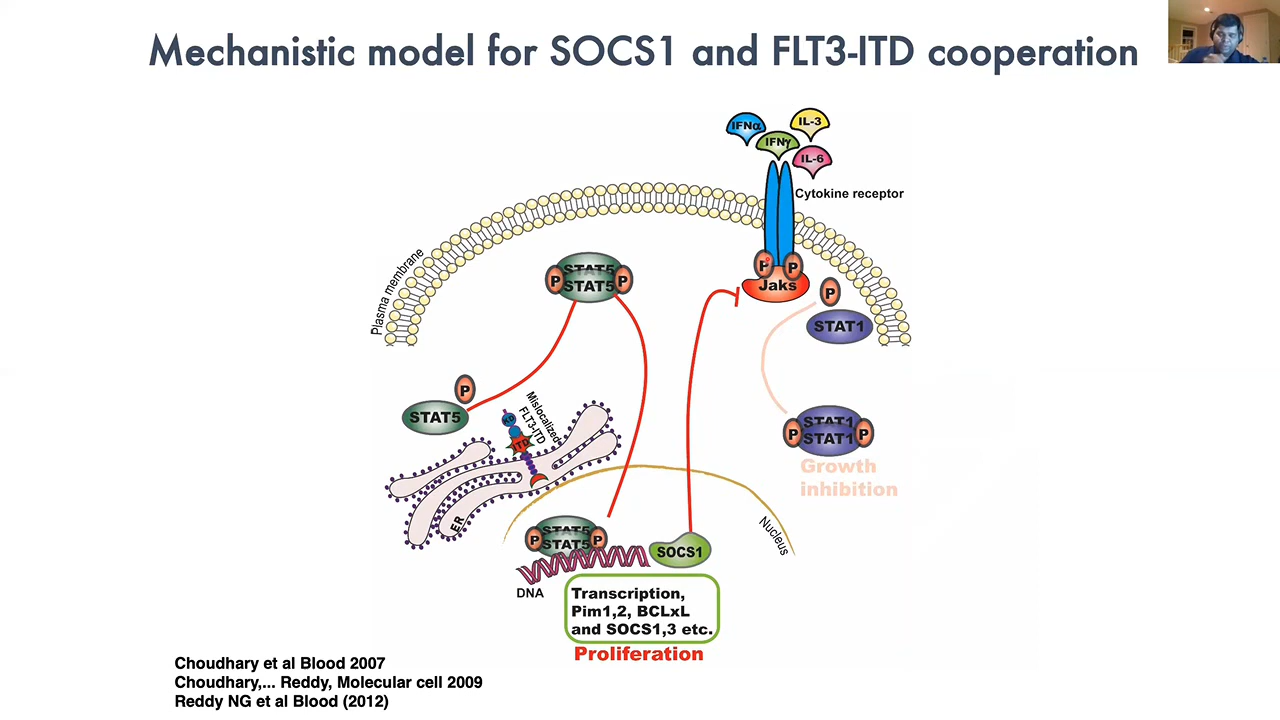 Mechanistic model for SOCS1 and FLT3-ITD cooperation
IFNα
IL-3
IFNγ
IL-6
Cytokine receptor
Plasma membrane
P
P
Jaks
STAT5
P
STAT5
P
P
STAT1
P
STAT5
Mislocalized
FLT3-ITD
KD
ITD
ER
STAT1
P
STAT1
P
Growth
inhibition
Nucleus
STAT5
P
STAT5
P
SOCS1
DNA
Transcription,
Pim1,2, BCLxL
and SOCS1,3 etc.
Proliferation
Choudhary et al Blood 2007
Choudhary,... Reddy, Molecular cell 2009
Reddy NG et al Blood (2012)